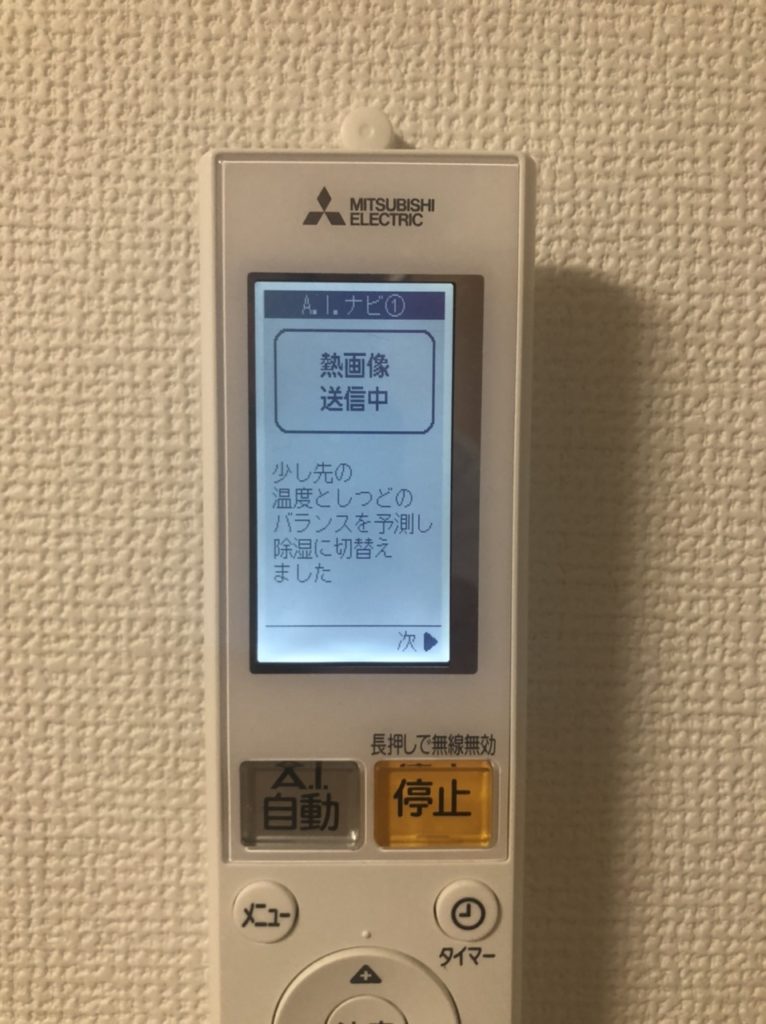 MITSUBISHI
ELECTRIC
A.I.ナビ①
熱画像
送信中
少し先の
温度としつどの
バランスを予測し
除湿に切替え
ました
次▶
長押しで無線無効
A.I.
自動
停止
メニュー
タイマー